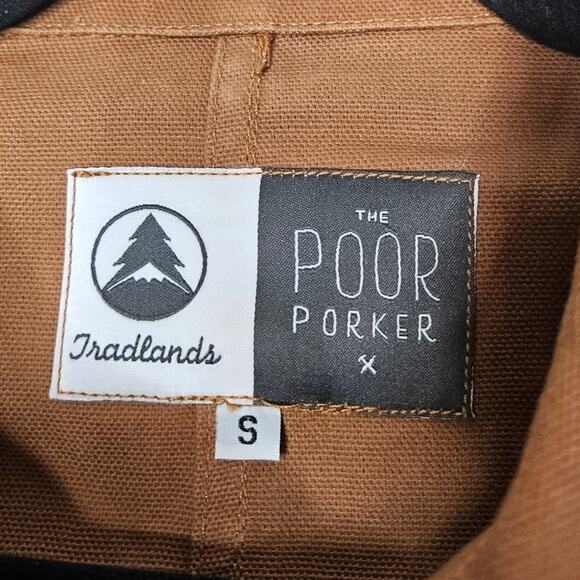 Tradlands
THE
POOR
PORKER
S